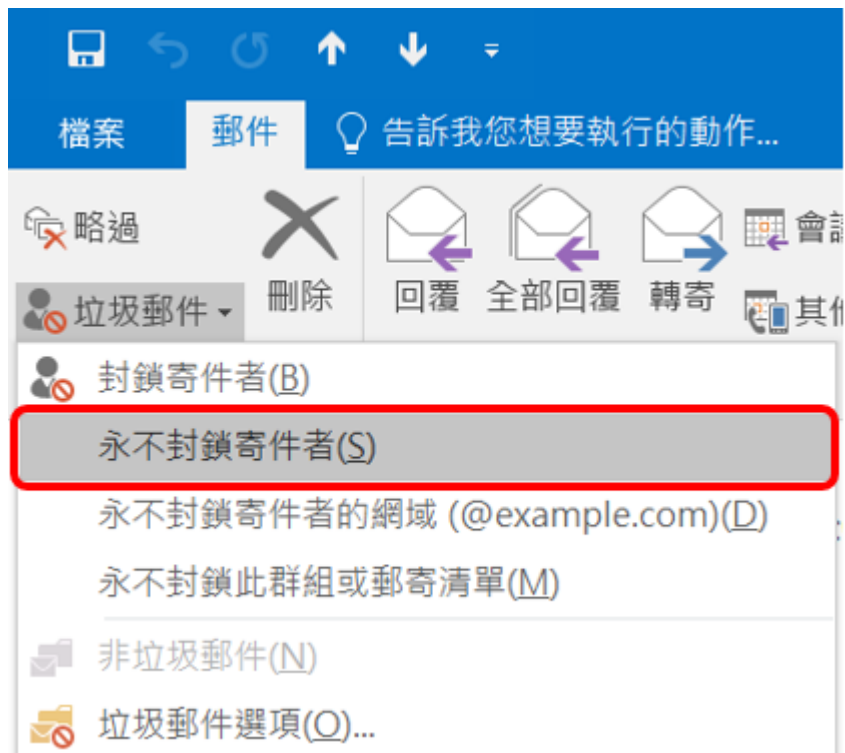 檔案 郵件 告訴我您想要執行的動作...
略過
垃圾郵件
刪除
回覆
全部回覆
轉寄
其他
封鎖寄件者(B)
永不封鎖寄件者(S)
永不封鎖寄件者的網域 (@example.com)(D)
永不封鎖此群組或郵寄清單(M)
非垃圾郵件(N)
垃圾郵件選項(O)...